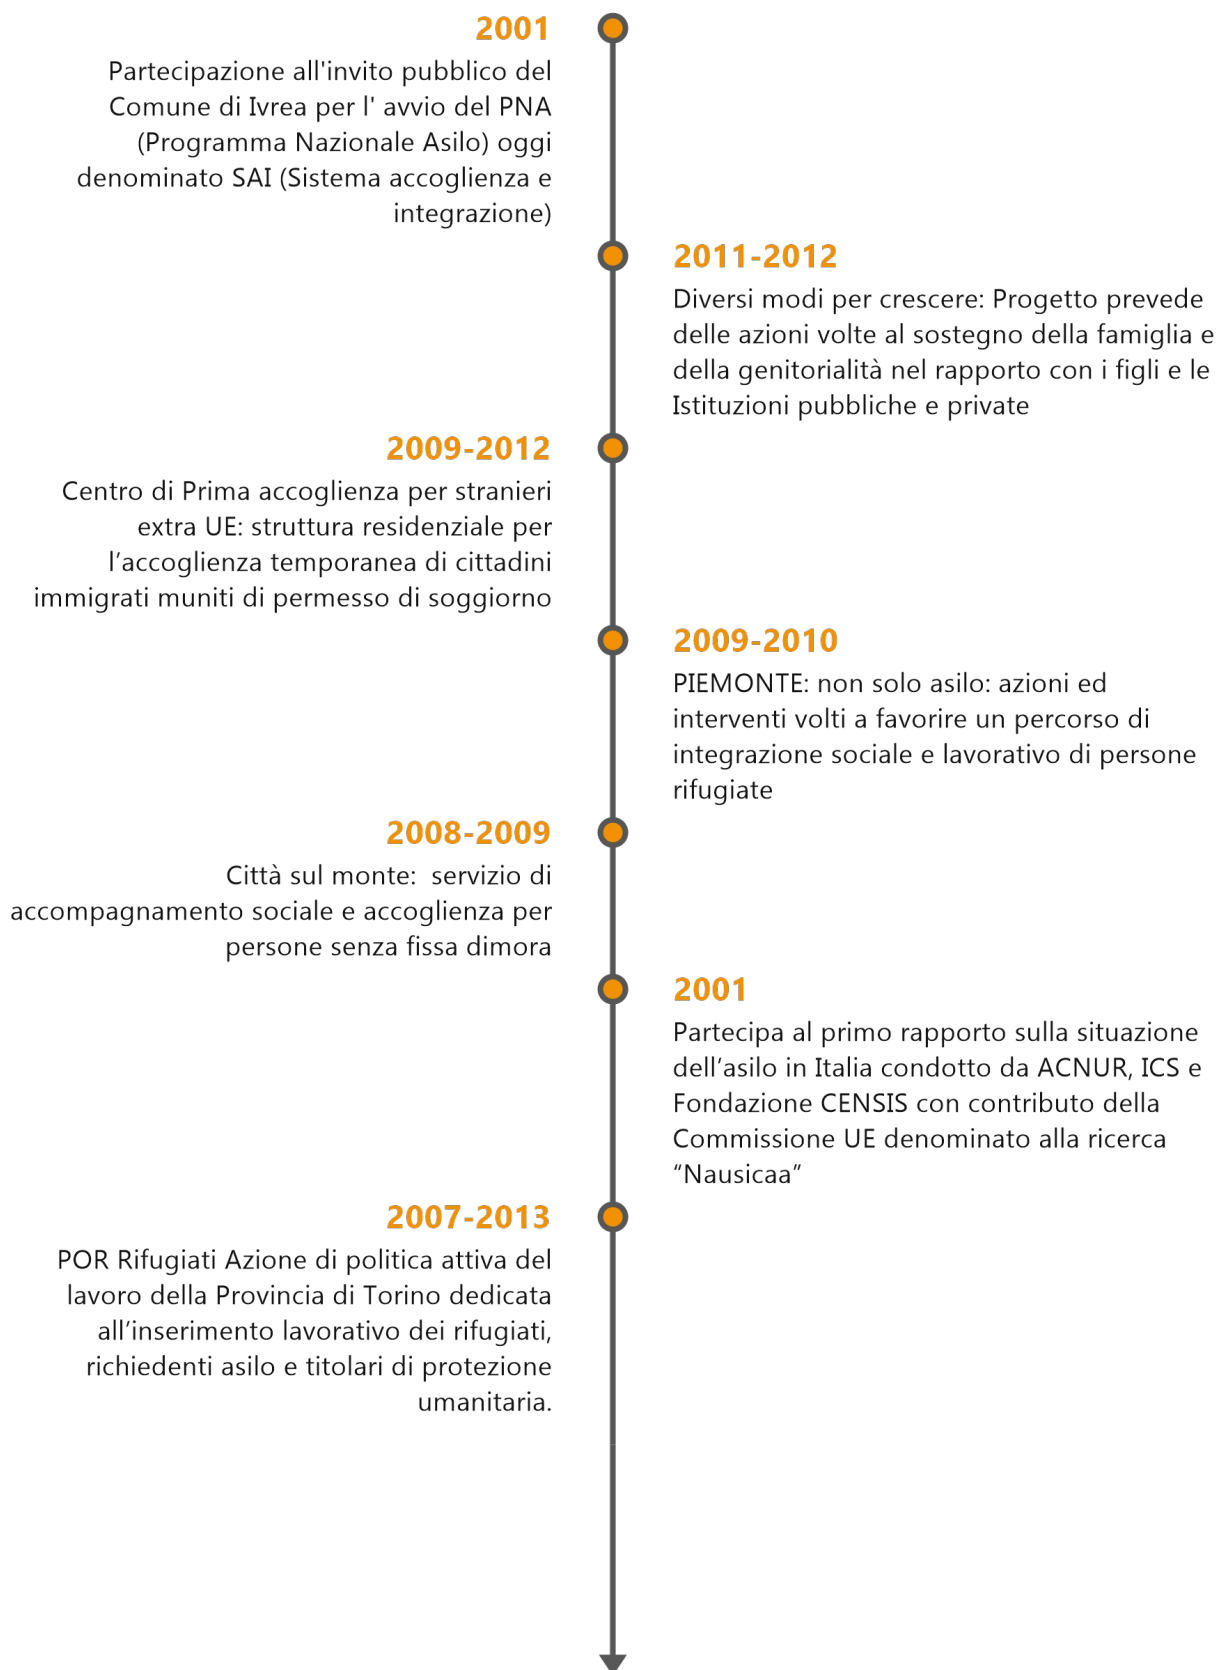 2001
Partecipazione all'invito pubblico del
Comune di Ivrea per l' avvio del PNA
(Programma Nazionale Asilo) oggi
denominato SAI (Sistema accoglienza e
integrazione)
2011-2012
Diversi modi per crescere: Progetto prevede
delle azioni volte al sostegno della famiglia e
della genitorialità nel rapporto con i figli e le
Istituzioni pubbliche e private
2009-2012
Centro di Prima accoglienza per stranieri
extra UE: struttura residenziale per
l’accoglienza temporanea di cittadini
immigrati muniti di permesso di soggiorno
2009-2010
PIEMONTE: non solo asilo: azioni ed
interventi volti a favorire un percorso di
integrazione sociale e lavorativo di persone
rifugiate
2008-2009
Città sul monte:  servizio di
accompagnamento sociale e accoglienza per
persone senza fissa dimora
2001
Partecipa al primo rapporto sulla situazione
dell’asilo in Italia condotto da ACNUR, ICS e
Fondazione CENSIS con contributo della
Commissione UE denominato alla ricerca
“Nausicaa”
2007-2013
POR Rifugiati Azione di politica attiva del
lavoro della Provincia di Torino dedicata
all’inserimento lavorativo dei rifugiati,
richiedenti asilo e titolari di protezione
umanitaria.